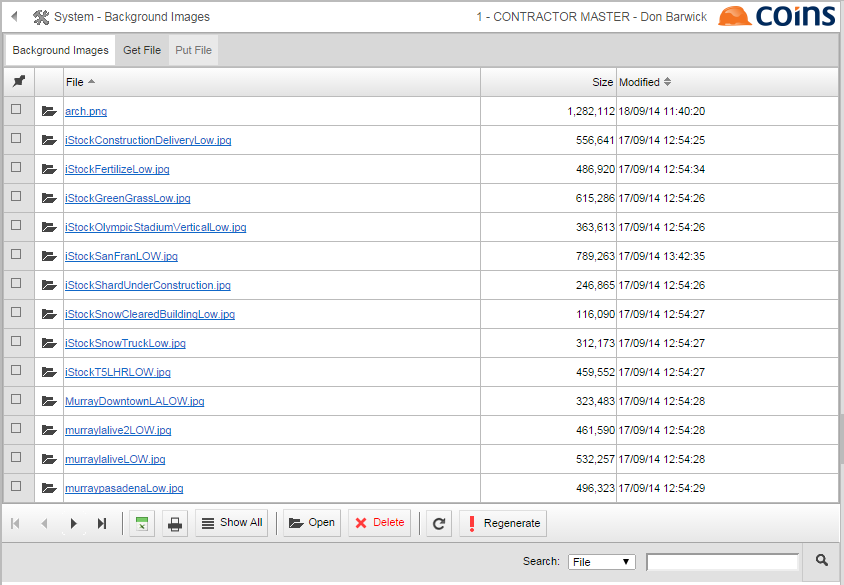 System - Background Images 1 - CONTRACTOR MASTER - Don Barwick coins
Background Images Get File Put File
File Size Modified
arch.png 1,282,112 18/09/14 11:40:20
iStockConstructionDeliveryLow.jpg 556,641 17/09/14 12:54:25
iStockFertilizeLow.jpg 486,920 17/09/14 12:54:34
iStockGreenGrassLow.jpg 615,286 17/09/14 12:54:26
iStockOlympicStadiumVerticalLow.jpg 363,613 17/09/14 12:54:26
iStockSanFranLOW.jpg 789,263 17/09/14 13:42:35
iStockShardUnderConstruction.jpg 246,865 17/09/14 12:54:26
iStockSnowClearedBuildingLow.jpg 116,090 17/09/14 12:54:27
iStockSnowTruckLow.jpg 312,173 17/09/14 12:54:27
iStockT5LHRLOW.jpg 459,552 17/09/14 12:54:27
MurrayDowntownLALOW.jpg 323,483 17/09/14 12:54:28
murraylalive2LOW.jpg 461,590 17/09/14 12:54:28
murraylaliveLOW.jpg 532,257 17/09/14 12:54:28
murraypasadenaLow.jpg 496,323 17/09/14 12:54:29
Show All Open Delete Regenerate
Search: File